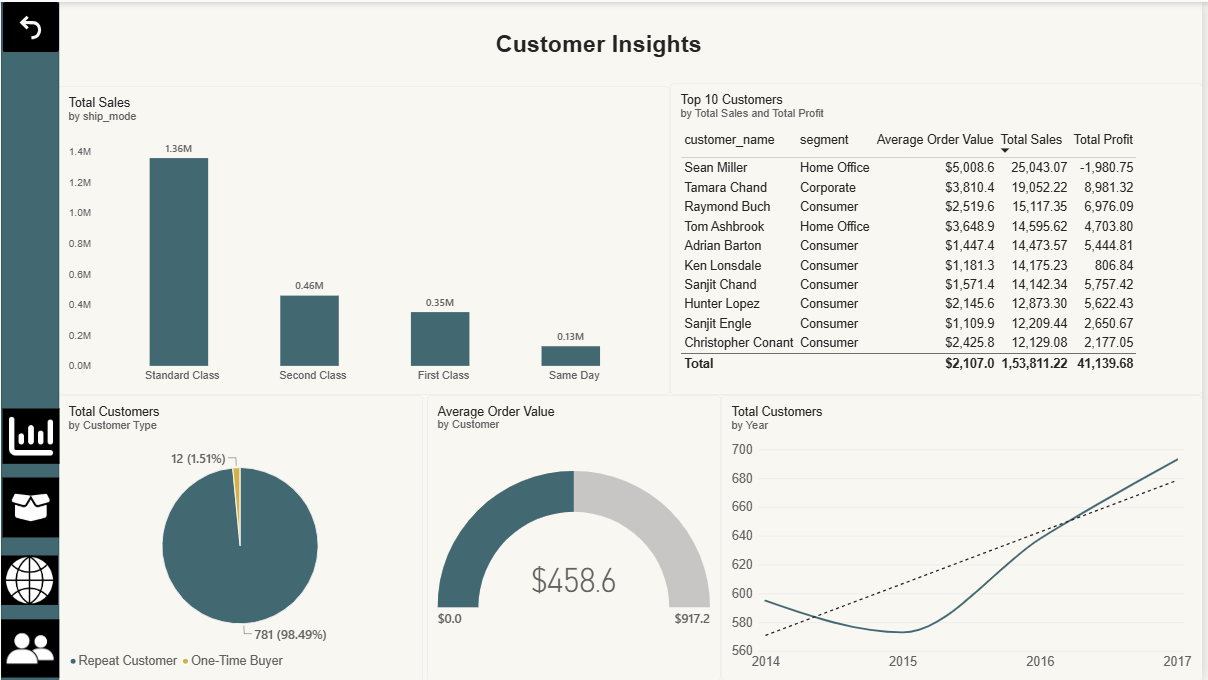 Customer Insights
Total Sales
by ship_mode
1.4M
1.2M
1.0M
0.8M
0.6M
0.4M
0.2M
0.0M
1.36M
0.46M
0.35M
0.13M
Standard Class Second Class First Class Same Day
Top 10 Customers
by Total Sales and Total Profit
customer_name segment Average Order Value Total Sales Total Profit
Sean Miller Home Office $5,008.6 25,043.07 -1,980.75
Tamara Chand Corporate $3,810.4 19,052.22 8,981.32
Raymond Buch Consumer $2,519.6 15,117.35 6,976.09
Tom Ashbrook Home Office $3,648.9 14,595.62 4,703.80
Adrian Barton Consumer $1,447.4 14,473.57 5,444.81
Ken Lonsdale Consumer $1,181.3 14,175.23 806.84
Sanjit Chand Consumer $1,571.4 14,142.34 5,757.42
Hunter Lopez Consumer $2,145.6 12,873.30 5,622.43
Sanjit Engle Consumer $1,109.9 12,209.44 2,650.67
Christopher Conant Consumer $2,425.8 12,129.08 2,177.05
Total $2,107.0 1,53,811.22 41,139.68
Total Customers
by Customer Type
12 (1.51%)
781 (98.49%)
Repeat Customer One-Time Buyer
Average Order Value
by Customer
$458.6
$0.0 $917.2
Total Customers
by Year
700
680
660
640
620
600
580
560
2014 2015 2016 2017